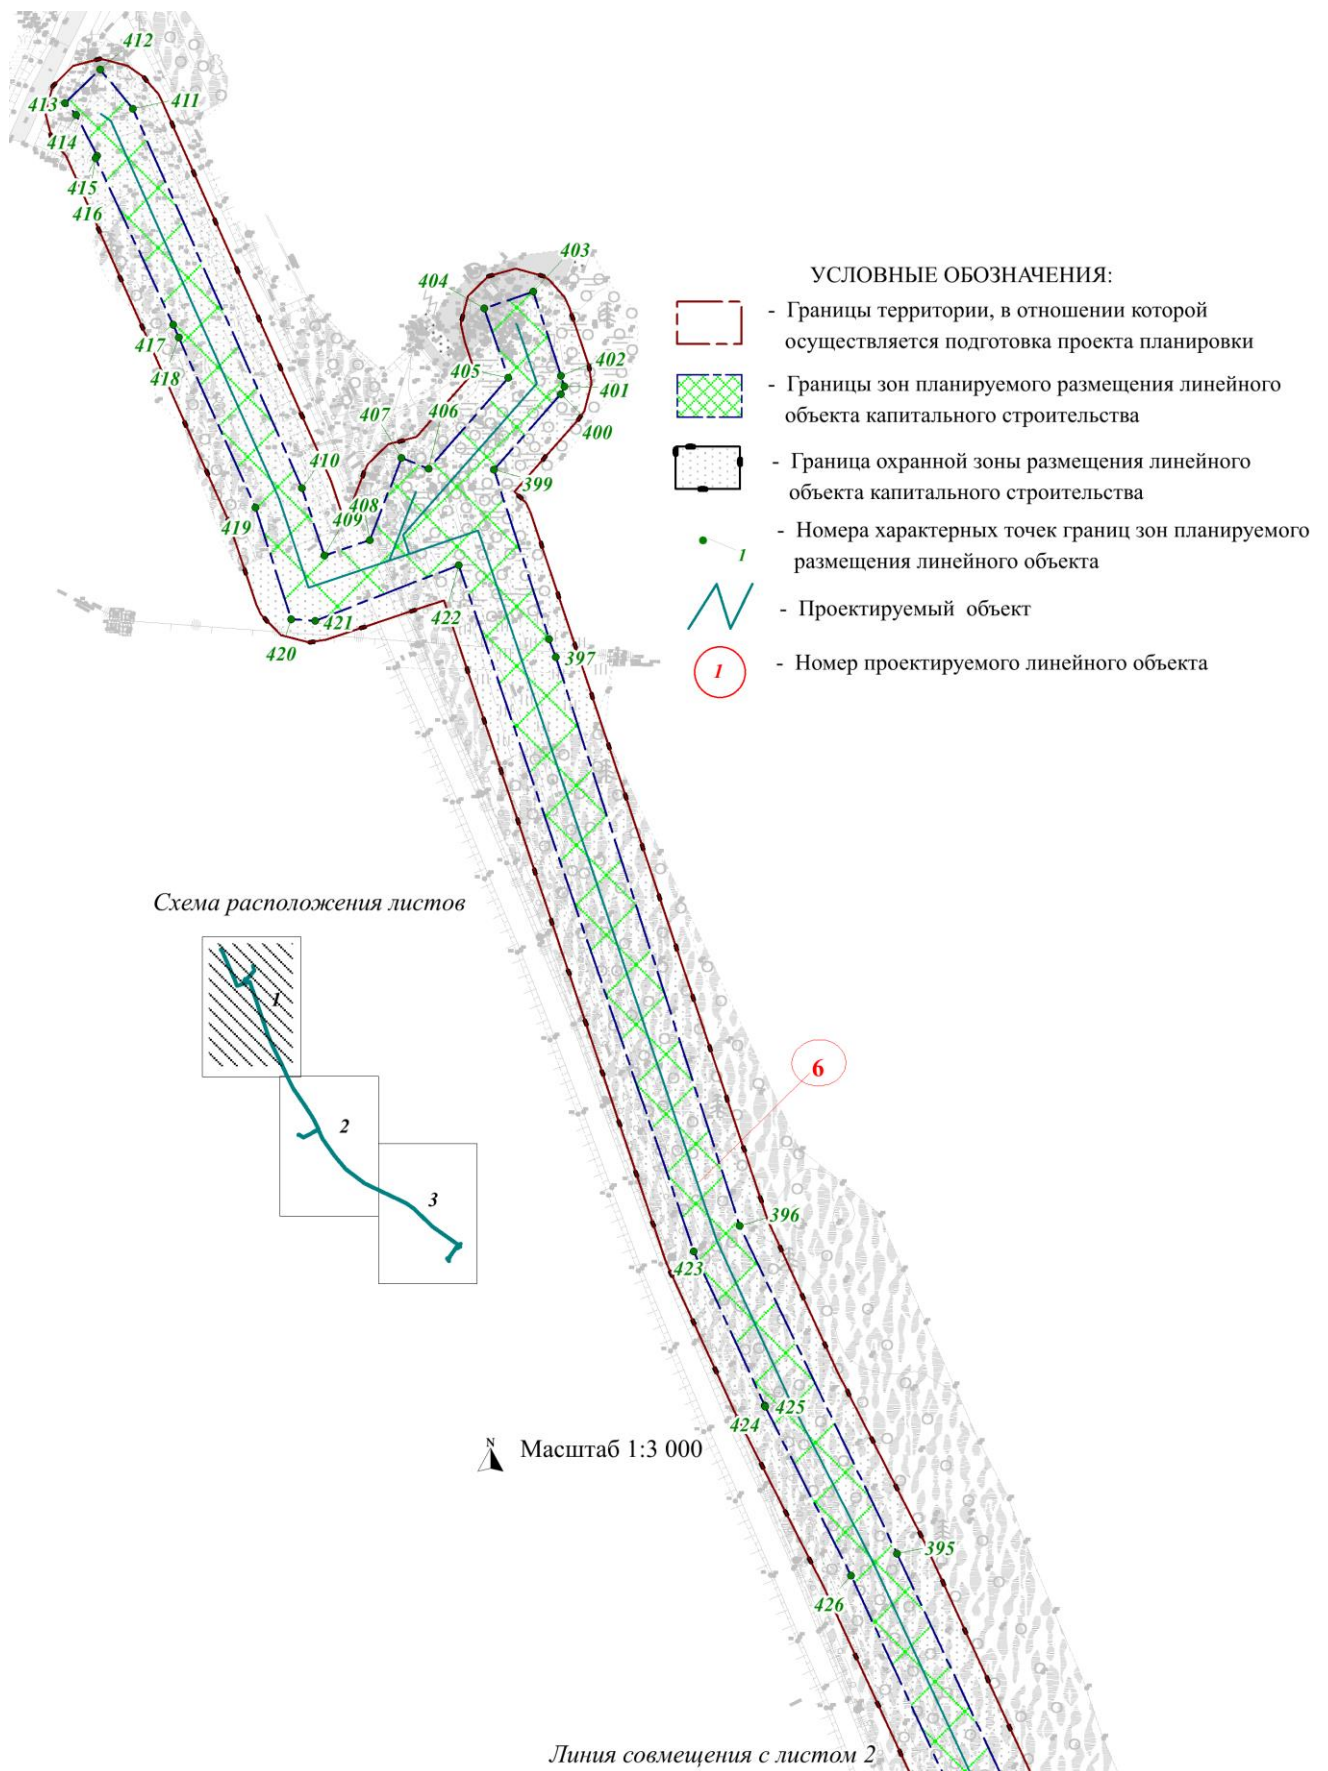 412
413
411
414
415
416
403
404
УСЛОВНЫЕ ОБОЗНАЧЕНИЯ:
- Границы территории, в отношении которой
осуществляется подготовка проекта планировки
417
418
405
402
401
- Границы зон планируемого размещения линейного
объекта капитального строительства
407
406
400
410
399
- Граница охранной зоны размещения линейного
объекта капитального строительства
408
419
409
- Номера характерных точек границ зон планируемого
1
размещения линейного объекта
- Проектируемый объект
421
422
420
397
1
- Номер проектируемого линейного объекта
Схема расположения листов
1
2
3
6
396
423
425
424
N
Масштаб 1:3 000
395
426
Линия совмещения с листом 2